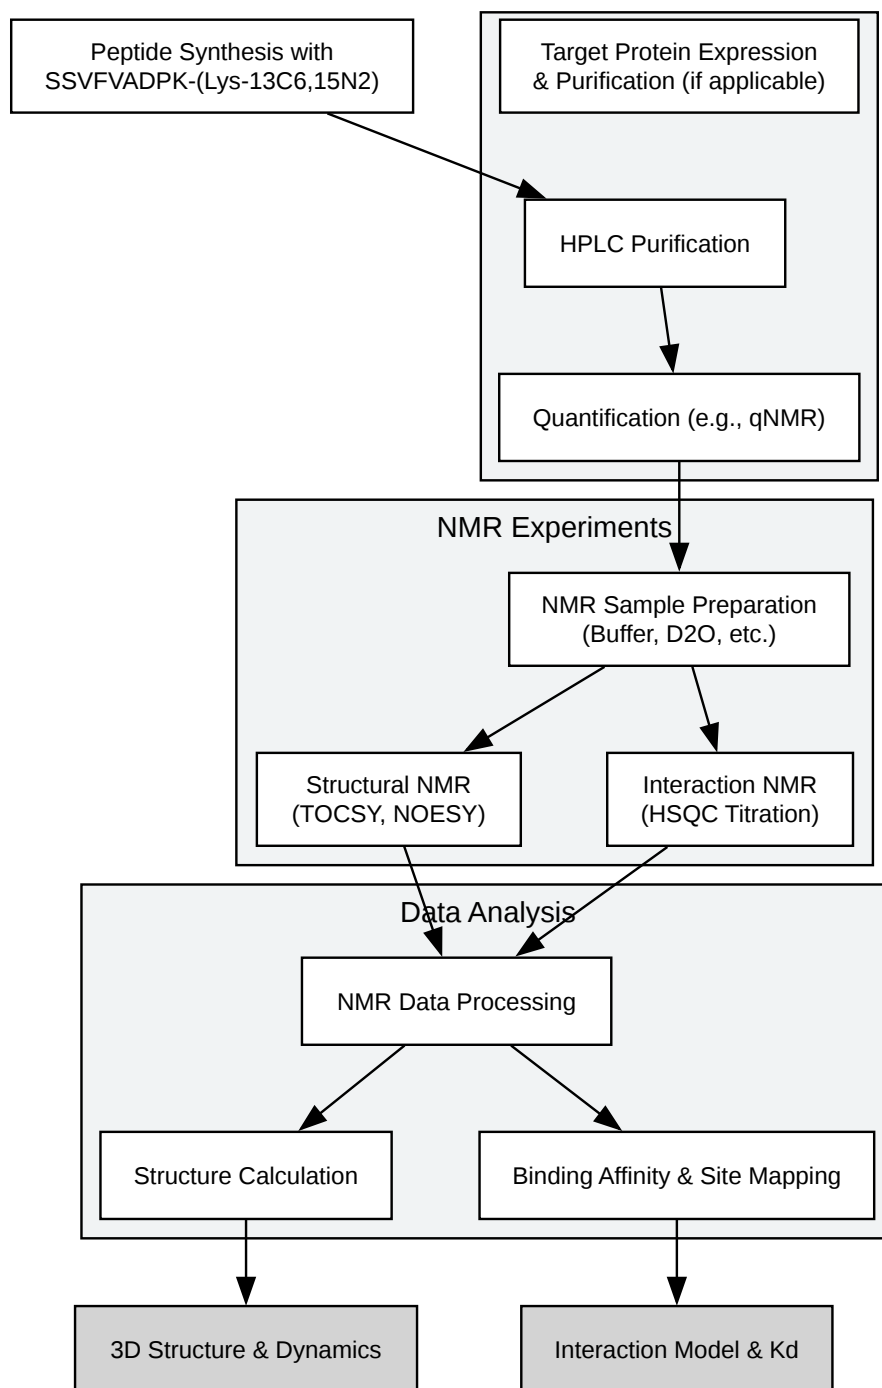 Peptide Synthesis with
SSVFVADPK-(Lys-13C6,15N2)
Target Protein Expression
& Purification (if applicable)
HPLC Purification
Quantification (e.g., qNMR)
NMR Experiments
NMR Sample Preparation
(Buffer, D2O, etc.)
Structural NMR
(TOCSY, NOESY)
Interaction NMR
(HSQC Titration)
Data Analysis
NMR Data Processing
Structure Calculation
Binding Affinity & Site Mapping
3D Structure & Dynamics
Interaction Model & Kd